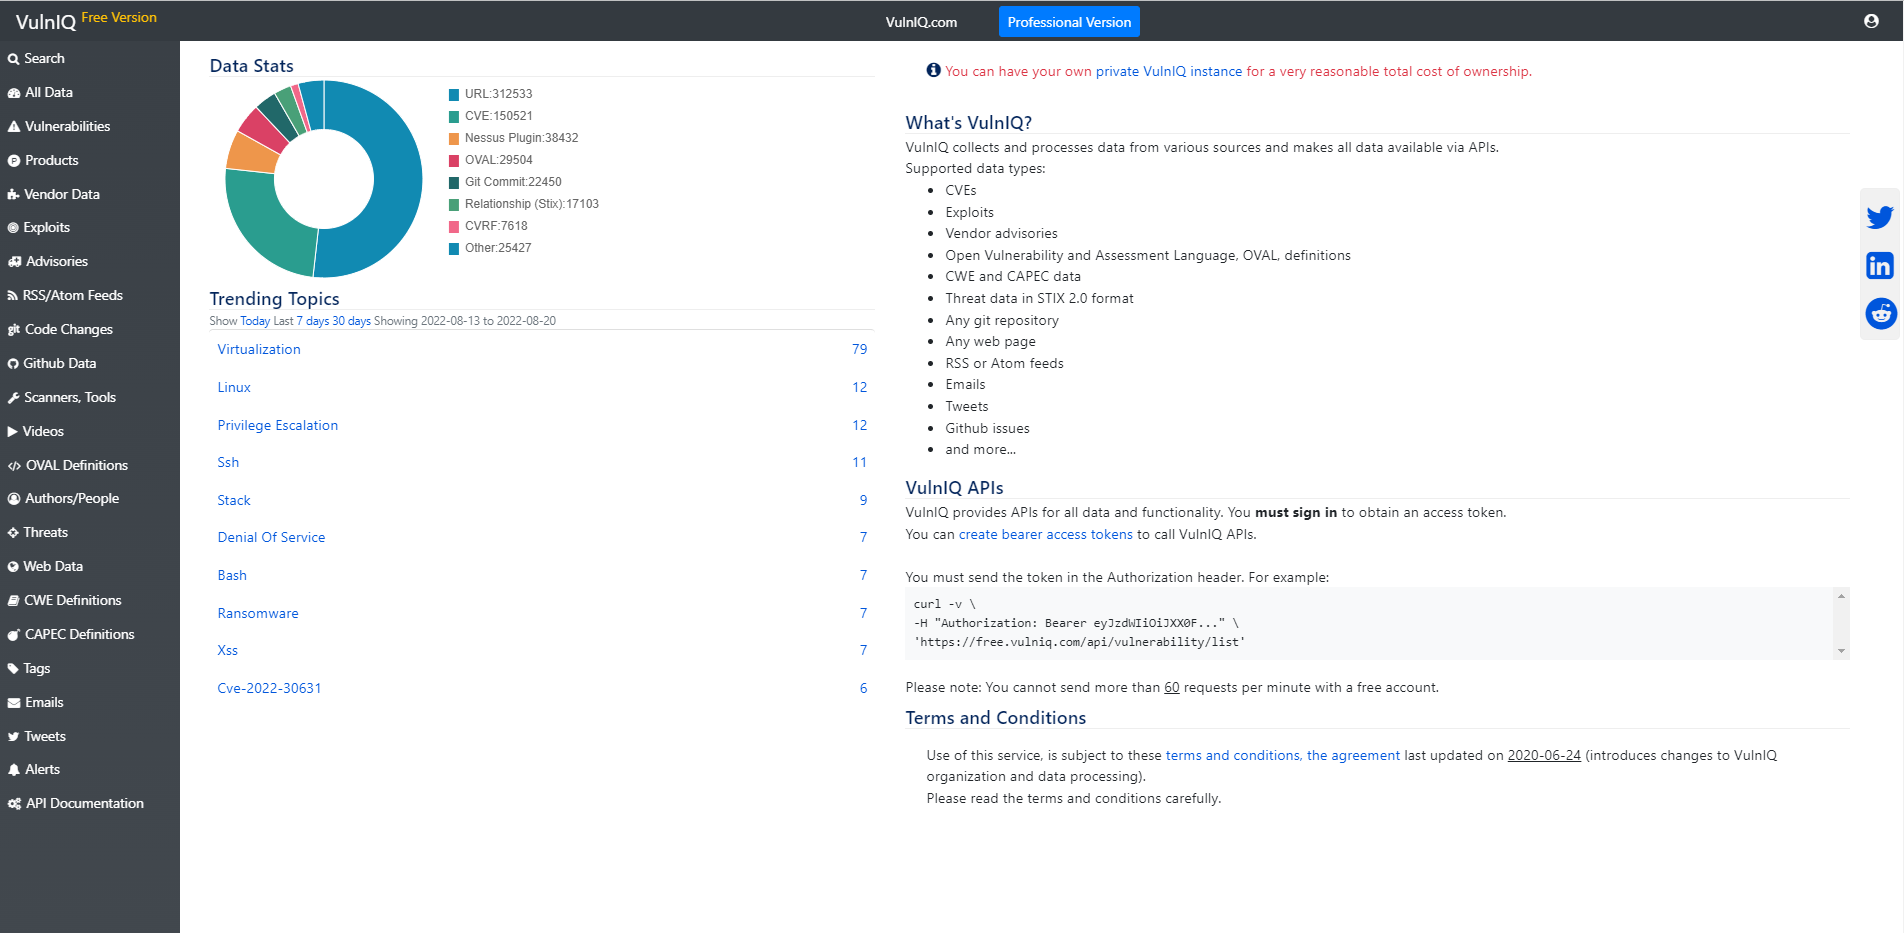 VulnIQ Free Version
VulnIQ.com
Professional Version
Search
All Data
Vulnerabilities
Products
Vendor Data
Exploits
Advisories
RSS/Atom Feeds
Code Changes
Github Data
Scanners, Tools
Videos
OVAL Definitions
Authors/People
Threats
Web Data
CWE Definitions
CAPEC Definitions
Tags
Emails
Tweets
Alerts
API Documentation
Data Stats
URL:312533
CVE:150521
Nessus Plugin:38432
OVAL:29504
Git Commit:22450
Relationship (Stix):17103
CVRF:7618
Other:25427
Trending Topics
Show Today Last 7 days 30 days Showing 2022-08-13 to 2022-08-20
Virtualization 79
Linux 12
Privilege Escalation 12
Ssh 11
Stack 9
Denial Of Service 7
Bash 7
Ransomware 7
Xss 7
Cve-2022-30631 6
You can have your own private VulnIQ instance for a very reasonable total cost of ownership.
What's VulnIQ?
VulnIQ collects and processes data from various sources and makes all data available via APIs.
Supported data types:
• CVEs
• Exploits
• Vendor advisories
• Open Vulnerability and Assessment Language, OVAL, definitions
• CWE and CAPEC data
• Threat data in STIX 2.0 format
• Any git repository
• Any web page
• RSS or Atom feeds
• Emails
• Tweets
• Github issues
• and more...
VulnIQ APIs
VulnIQ provides APIs for all data and functionality. You must sign in to obtain an access token.
You can create bearer access tokens to call VulnIQ APIs.
You must send the token in the Authorization header. For example:
curl -v \
-H "Authorization: Bearer eyJzdWIiOiJXX0F..." \
'https://free.vulniq.com/api/vulnerability/list'
Please note: You cannot send more than 60 requests per minute with a free account.
Terms and Conditions
Use of this service, is subject to these terms and conditions, the agreement last updated on 2020-06-24 (introduces changes to VulnIQ
organization and data processing).
Please read the terms and conditions carefully.